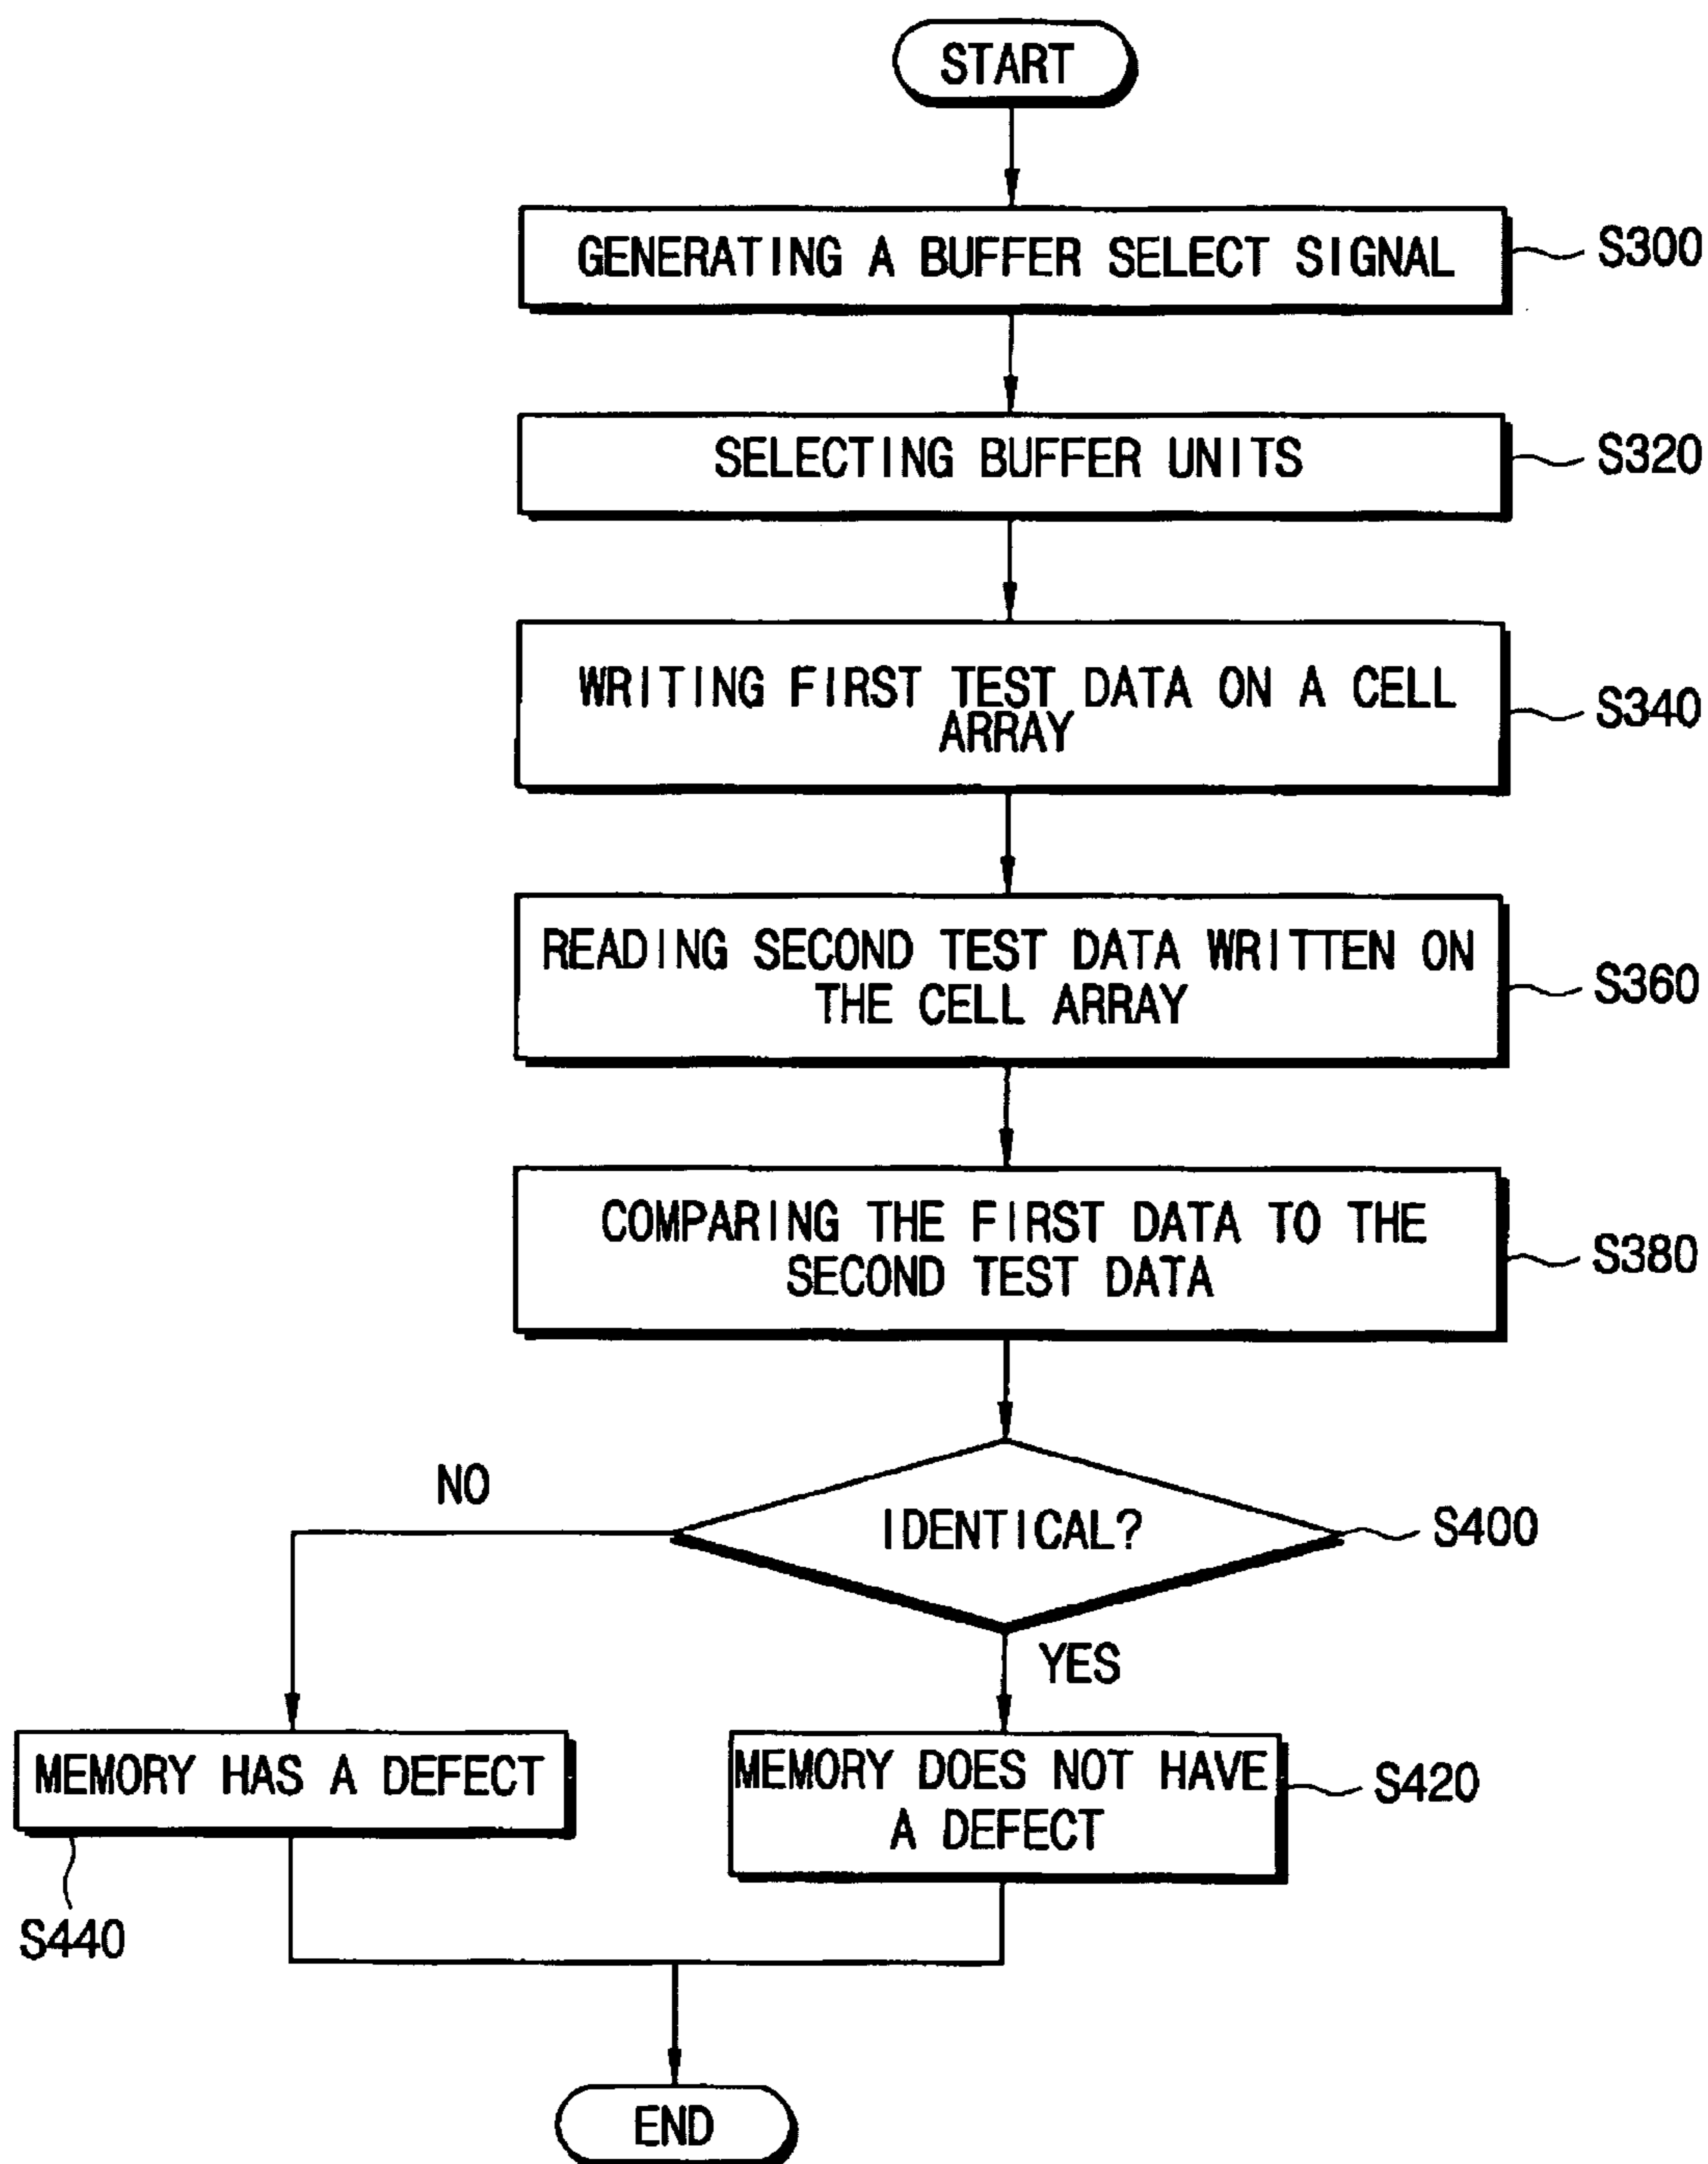 START
GENERATING A BUFFER SELECT SIGNAL
S300
SELECTING BUFFER UNITS
S320
WRITING FIRST TEST DATA ON A CELL
ARRAY
S340
READING SECOND TEST DATA WRITTEN ON
THE CELL ARRAY
S360
COMPARING THE FIRST DATA TO THE
SECOND TEST DATA
S380
NO
IDENTICAL?
S400
YES
MEMORY HAS A DEFECT
S440
MEMORY DOES NOT HAVE
A DEFECT
S420
END